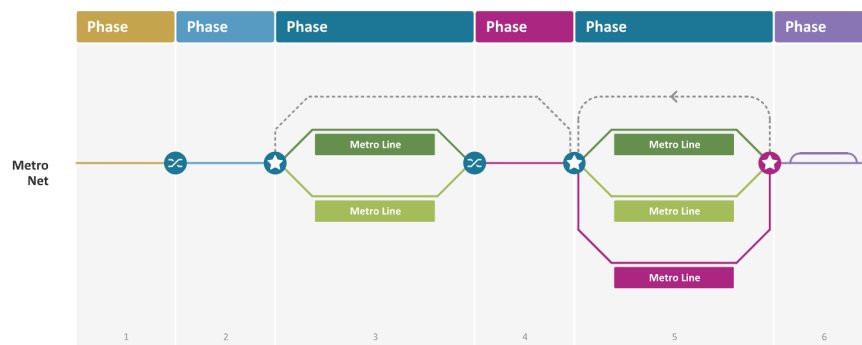 Phase
Phase
Phase
Phase
Phase
Phase
Metro Line
Metro Line
Metro
Net
Metro Line
Metro Line
Metro Line
1
2
3
4
5
6